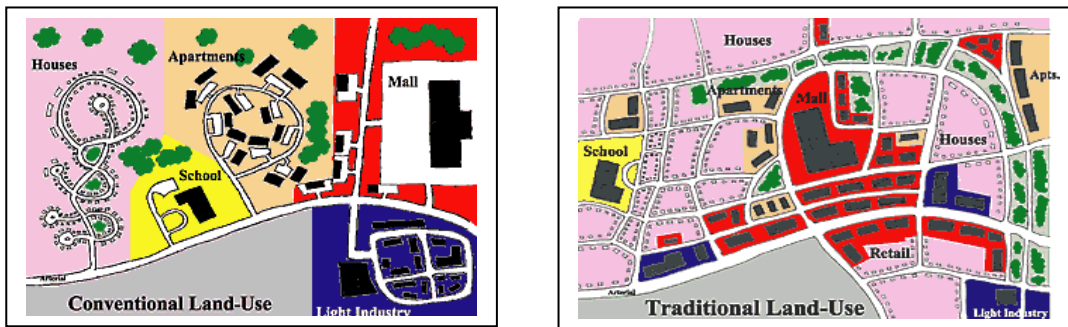 Houses
Apartments
Mall
School
Arterial
Conventional Land-Use
Light Industry
Houses
Apartments
Apts.
Mall
School
Houses
Retail
Arterial
Traditional Land-Use
Light Industry